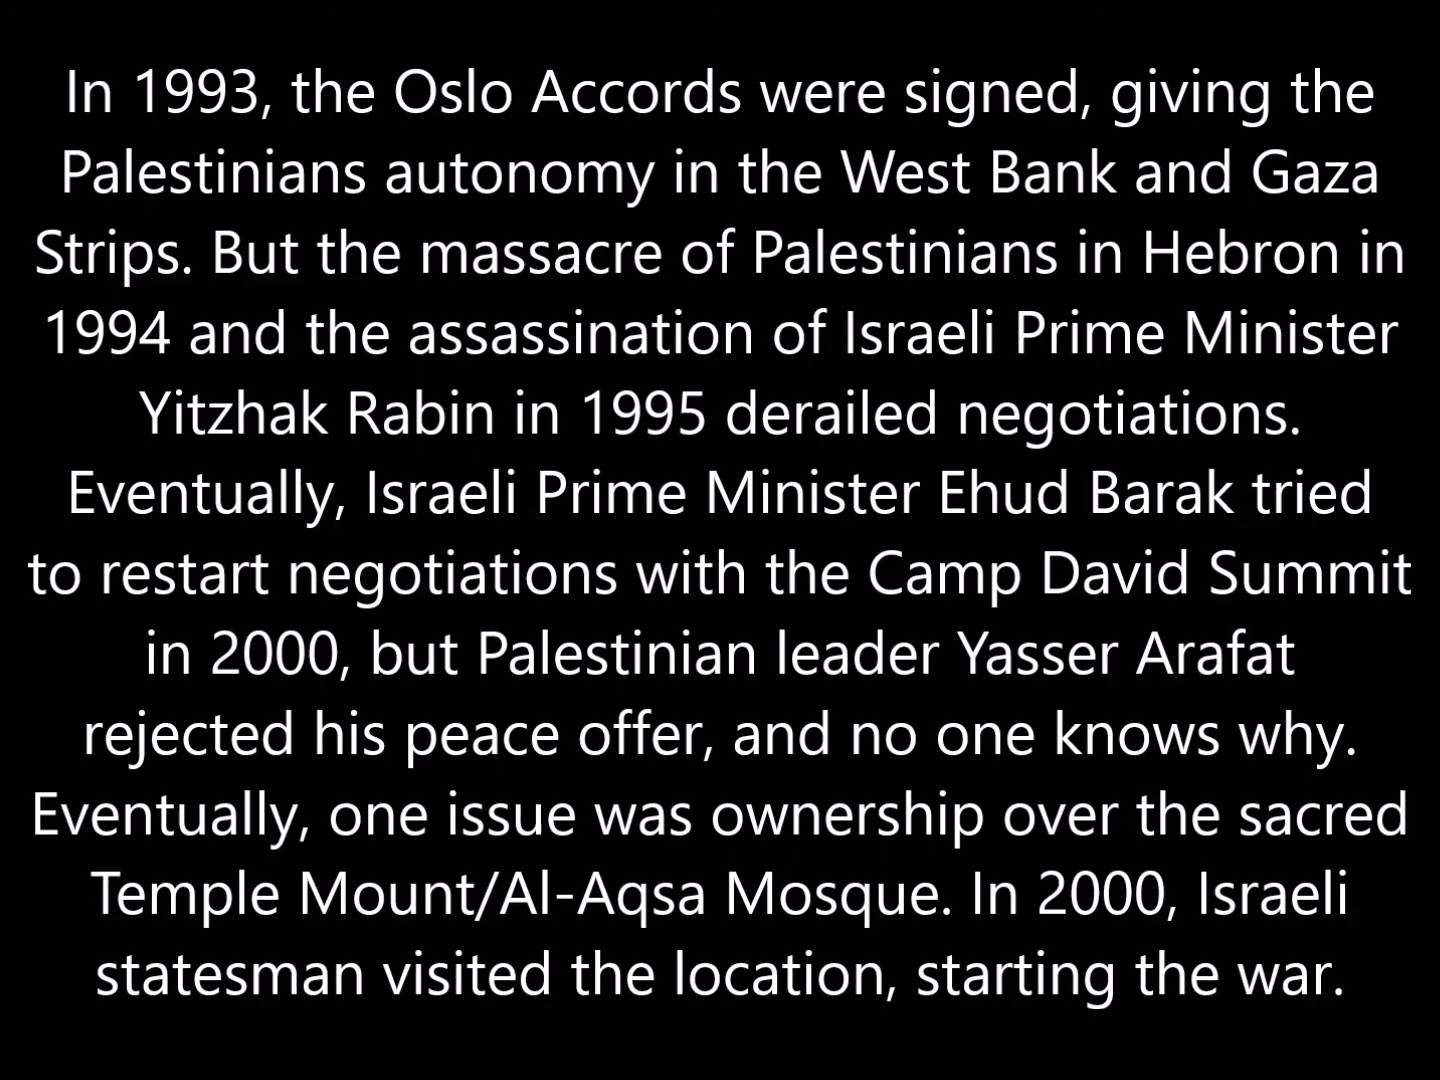 In 1993, the Oslo Accords were signed, giving the
Palestinians autonomy in the West Bank and Gaza
Strips. But the massacre of Palestinians in Hebron in
1994 and the assassination of Israeli Prime Minister
Yitzhak Rabin in 1995 derailed negotiations.
Eventually, Israeli Prime Minister Ehud Barak tried
to restart negotiations with the Camp David Summit
in 2000, but Palestinian leader Yasser Arafat
rejected his peace offer, and no one knows why.
Eventually, one issue was ownership over the sacred
Temple Mount/Al-Aqsa Mosque. In 2000, Israeli
statesman visited the location, starting the war.